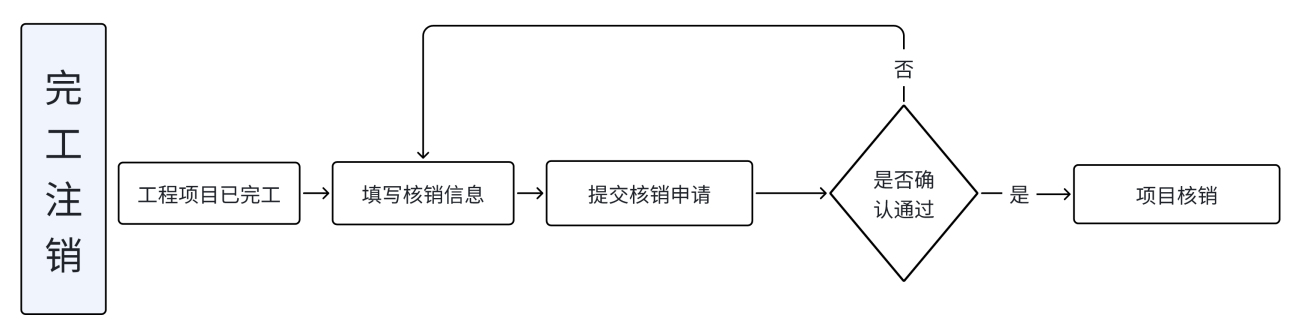 完工注销
工程项目已完工
填写核销信息
提交核销申请
是否确
认通过
否
是
项目核销